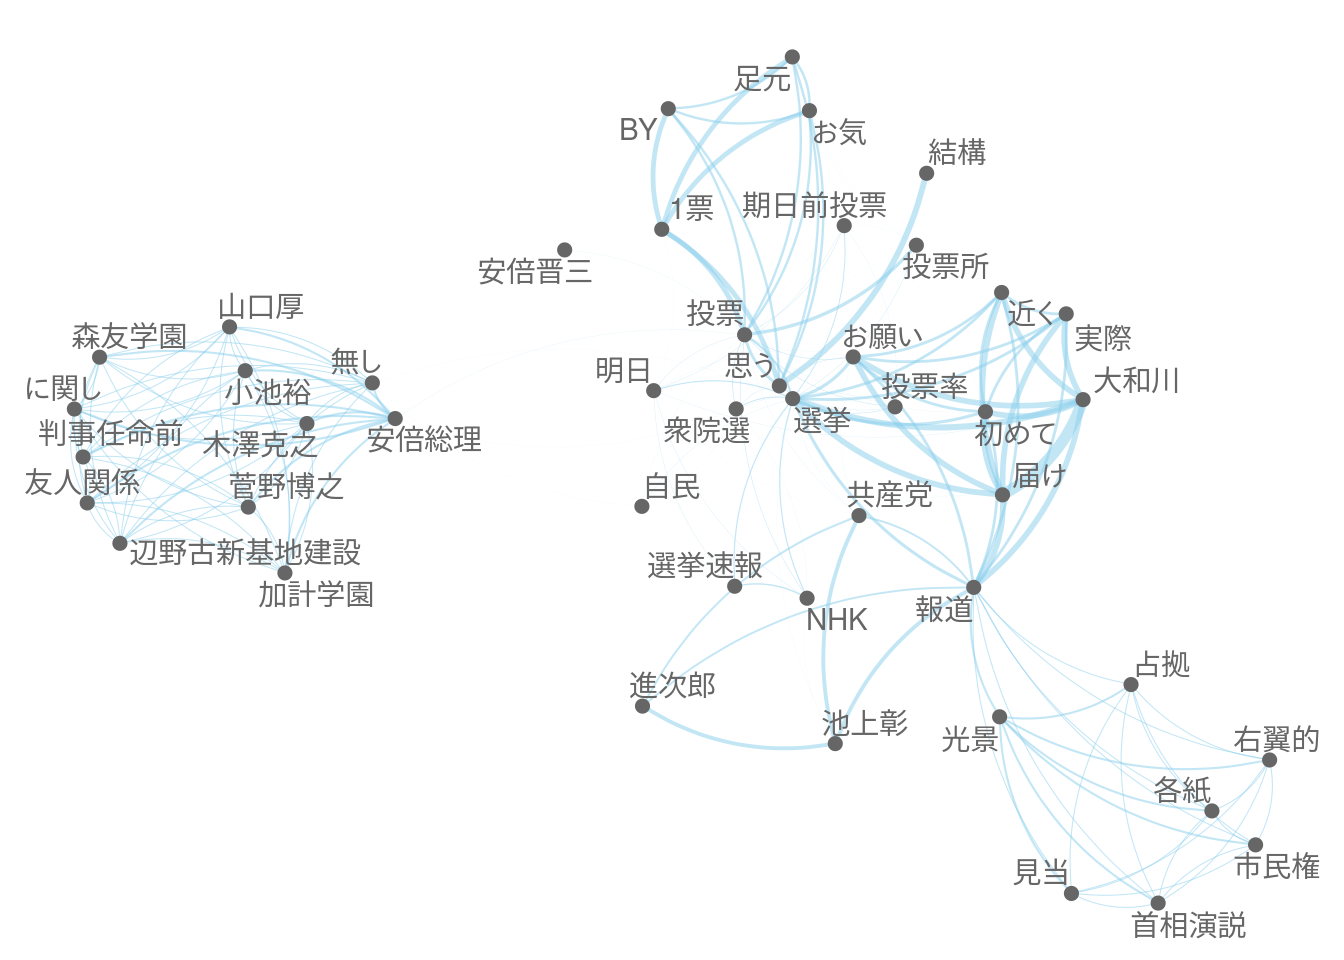 足元
BY
お気
結構
1票
期日前投票
安倍晋三
投票所
山口厚
投票
近く
森友学園
無し
お願い
実際
に関し
小池裕
明日
思う
投票率
大和川
判事任命前
木澤克之
安倍総理
衆院選
選挙
初めて
友人関係
菅野博之
自民
共産党
届け
辺野古新基地建設
選挙速報
加計学園
NHK
報道
進次郎
占拠
池上彰
光景
右翼的
各紙
見当
市民権
首相演説